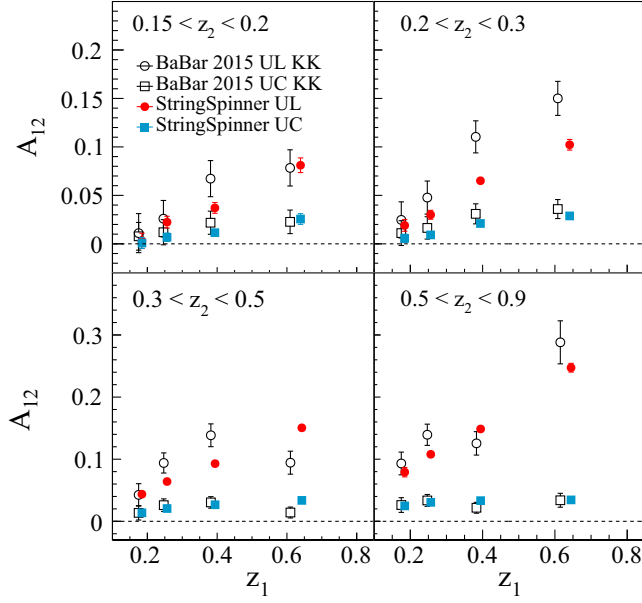 0.15 < z₂ < 0.2
0.2 < z₂ < 0.3
BaBar 2015 UL KK
BaBar 2015 UC KK
StringSpinner UL
StringSpinner UC
A₁₂
0.2
0.15
0.1
0.05
0
0.3 < z₂ < 0.5
0.5 < z₂ < 0.9
A₁₂
0.3
0.2
0.1
0
0.2 0.4 0.6 0.8
0.2 0.4 0.6 0.8
z₁
z₁